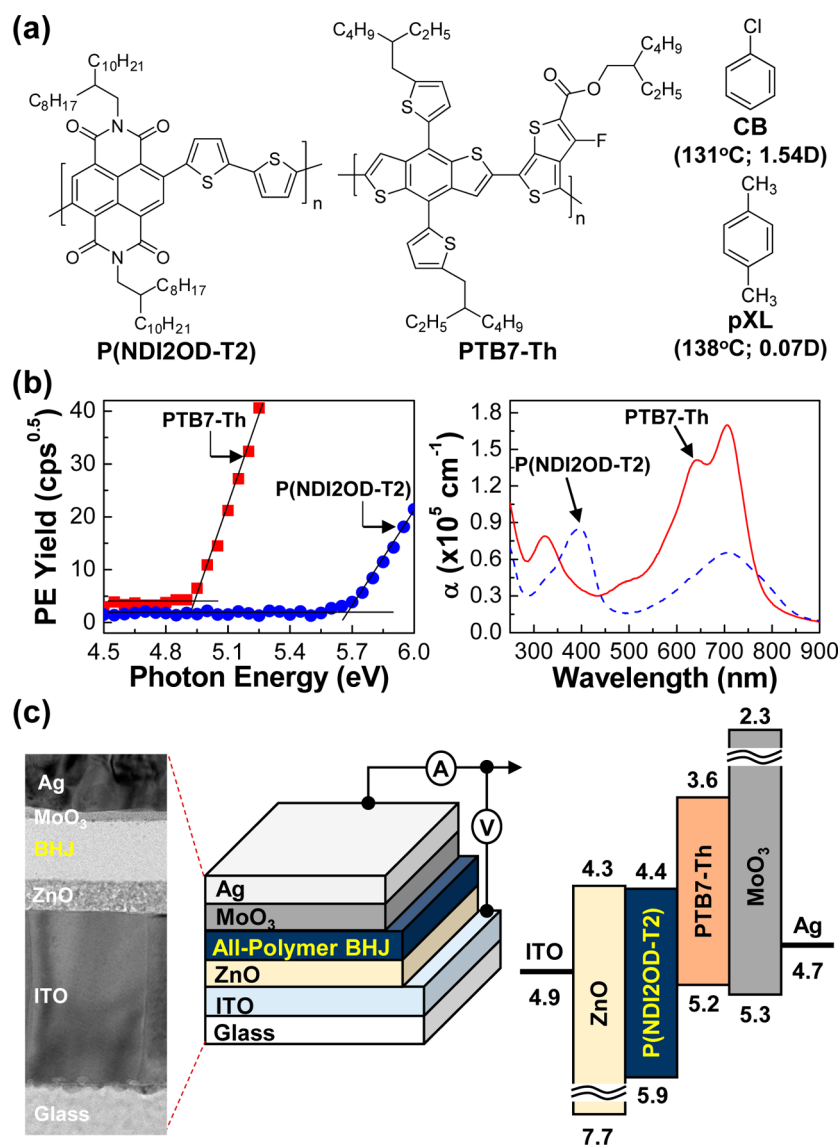 (a)
C4H9
C2H5
C10H21
C8H17
O
N
O
S
S
n
O
N
O
C8H17
C10H21
P(NDI2OD-T2)
S
O
O
C4H9
C2H5
S
F
S
S
S
n
S
C2H5
C4H9
PTB7-Th
Cl
CB
(131°C; 1.54D)
CH3
CH3
pXL
(138°C; 0.07D)
(b)
PE Yield (cps^0.5)
40
30
20
10
0
PTB7-Th
P(NDI2OD-T2)
4.5 4.8 5.1 5.4 5.7 6.0
Photon Energy (eV)
α (x10^5 cm^-1)
1.8
1.5
1.2
0.9
0.6
0.3
0.0
PTB7-Th
P(NDI2OD-T2)
300 400 500 600 700 800 900
Wavelength (nm)
(c)
Ag
MoO3
BHJ
ZnO
ITO
Glass
A
V
Ag
MoO3
All-Polymer BHJ
ZnO
ITO
Glass
2.3
3.6
4.3
4.4
ITO
4.9
ZnO
P(NDI2OD-T2)
PTB7-Th
MoO3
Ag
4.7
5.2
5.3
5.9
7.7